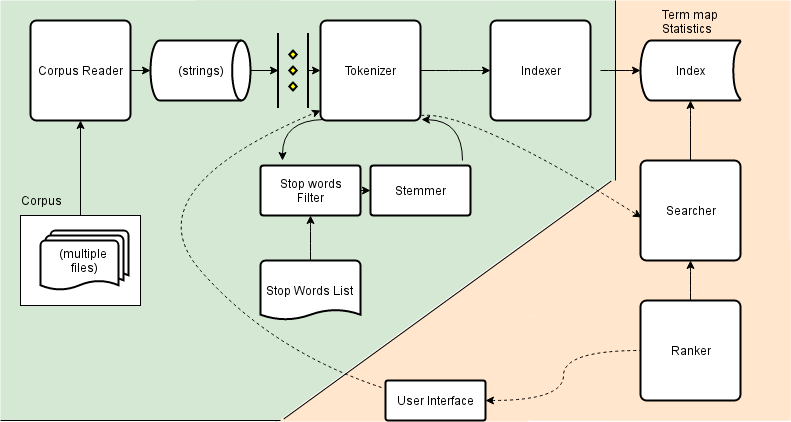 Term map
Statistics
Corpus Reader
(strings)
Tokenizer
Indexer
Index
Stop words
Filter
Stemmer
Corpus
Searcher
(multiple
files)
Stop Words List
Ranker
User Interface